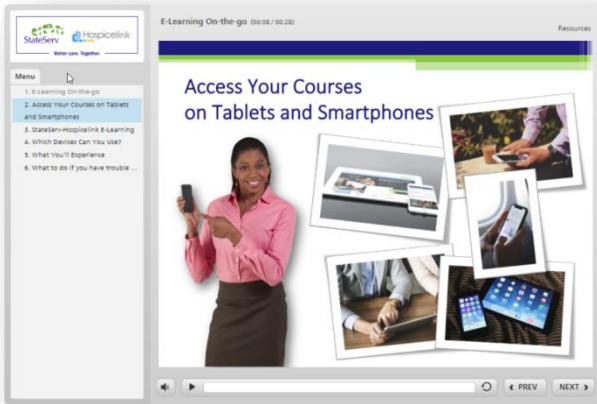 StateServ
Hospicelink
Better care. Together.
E-Learning On-the-go (00:08 / 00:28)
Resources
Menu
1. E-Learning On-the-go
2. Access Your Courses on Tablets
and Smartphones
3. StateServ-Hospicelink E-Learning
4. Which Devices Can You Use?
5. What You'll Experience
6. What to do if you have trouble ...
Access Your Courses
on Tablets and Smartphones
PREV
NEXT